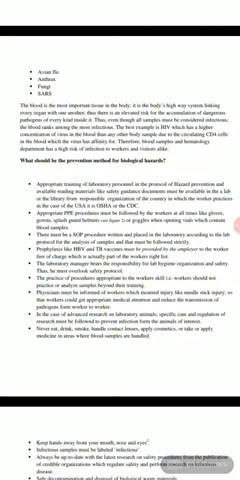 Avian flu
Anthrax
Fungi
SARS
The blood is the most important tissue in the body; it is the body's high way system linking
every organ with one another; thus there is an elevated risk for the accumulation of dangerous
pathogens of every kind inside it. Thus, even though all samples must be considered infectious;
the blood ranks among the most infectious. The best example is HIV which has a higher
concentration of virus in the blood than any other body sample due to the circulating CD4 cells
in the blood which the virus has affinity for. Therefore, blood samples and hematology
department has a high risk of infection to workers and visitors alike.
What should be the prevention method for biological hazards?
Appropriate training of laboratory personnel in the protocol of Hazard prevention and
available reading materials like safety guidance documents must be available in the a lab
or the library from responsible organization of the country in which the worker practices
in the case of the USA it is OSHA or the CDC.
Appropriate PPE procedures must be followed by the workers at all times like gloves,
gowns, splash guard helmets (see figure 2) or goggles when opening vials which contain
blood samples.
There must be a SOP procedure written and placed in the laboratory according to the lab
protocol for the analysis of samples and that must be followed strictly.
Prophylaxis like HBV and TB vaccines must be provided by the employer to the worker
free of charge which is actually part of the workers right list.
The laboratory manager bears the responsibility for lab hygiene organization and safety.
Thus, he must overlook safety protocol.
The practice of procedures appropriate to the workers skill i.e. workers should not
practice or analyze samples beyond their training.
Physicians must be informed of workers which incurred injury like needle stick injury; so
that workers could get appropriate medical attention and reduce the transmission of
pathogens form worker to worker.
In the case of advanced research on laboratory animals; specific care and regulation of
research must be followed to prevent infection form the animals of interest.
Never eat, drink, smoke, handle contact lenses, apply cosmetics, or take or apply
medicine in areas where blood samples are handled.
Keep hands away from your mouth, nose and eyes².
Infectious samples must be labeled 'infectious'.
Always be up-to-date with the latest research on safety procedures from the publication
of credible organizations which regulate safety and perform research on infectious
disease.
Safe decontamination and disposal of biological waste materials.